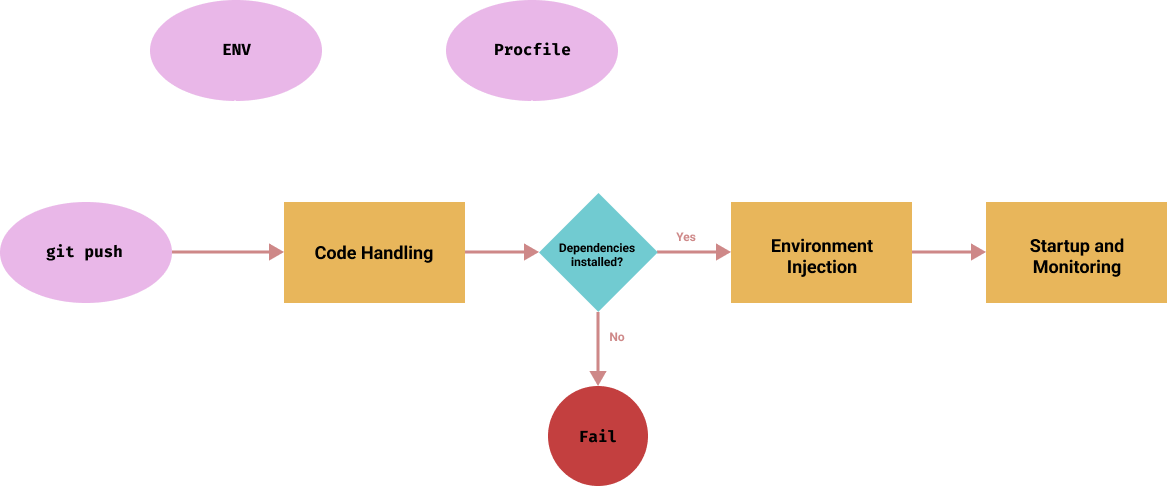 ENV
Procfile
git push
Code Handling
Dependencies
installed?
Yes
Environment
Injection
Startup and
Monitoring
No
Fail